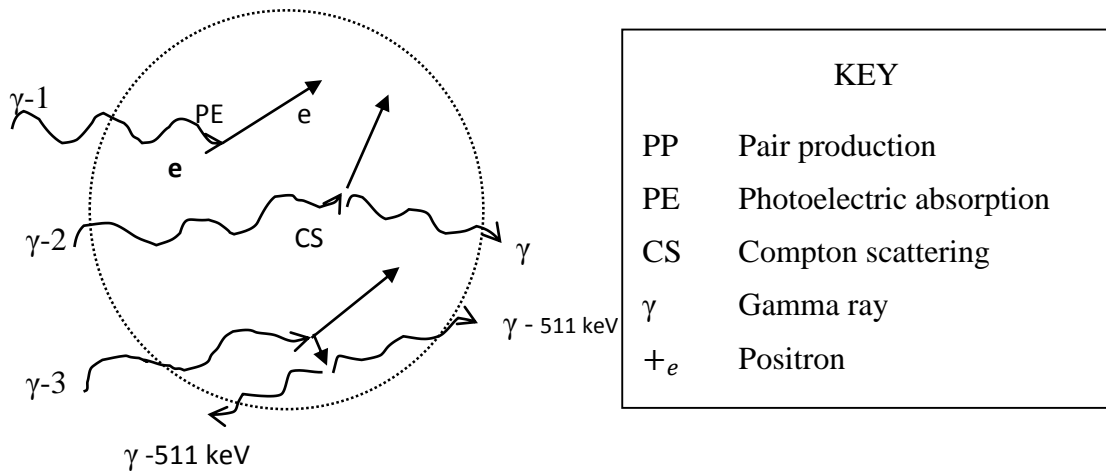 γ-1
PE
e
e
γ-2
CS
γ
γ-3
γ - 511 keV
γ -511 keV
KEY
PP Pair production
PE Photoelectric absorption
CS Compton scattering
γ Gamma ray
+ₑ Positron